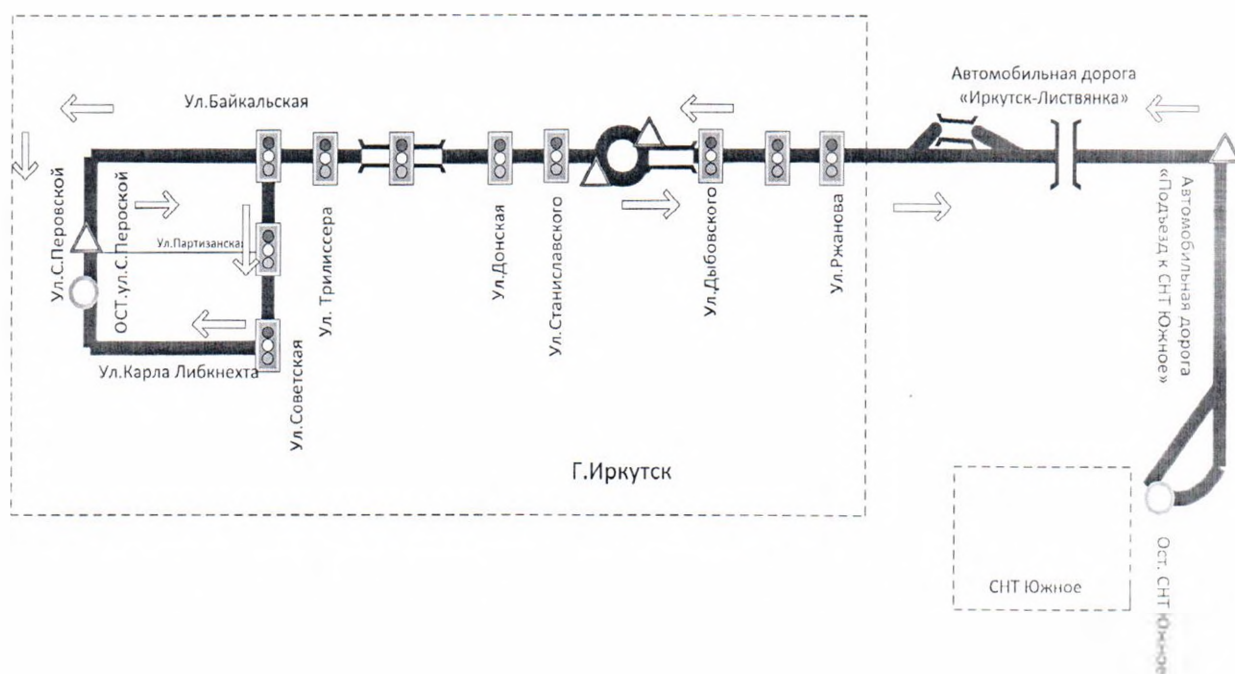 Ул.Байкальская
Автомобильная дорога
«Иркутск-Листвянка»
Ул.С.Перовской
ОСТ.ул.С.Пероской
Ул.Партизанская
Ул. Трилиссера
Ул.Донская
Ул.Станиславского
Ул.Дыбовского
Ул.Ржанова
Автомобильная дорога
«Подъезд к СНТ Южное»
Ул.Карла Либкнехта
Ул.Советская
Г.Иркутск
СНТ Южное
Ост. СНТ Южное